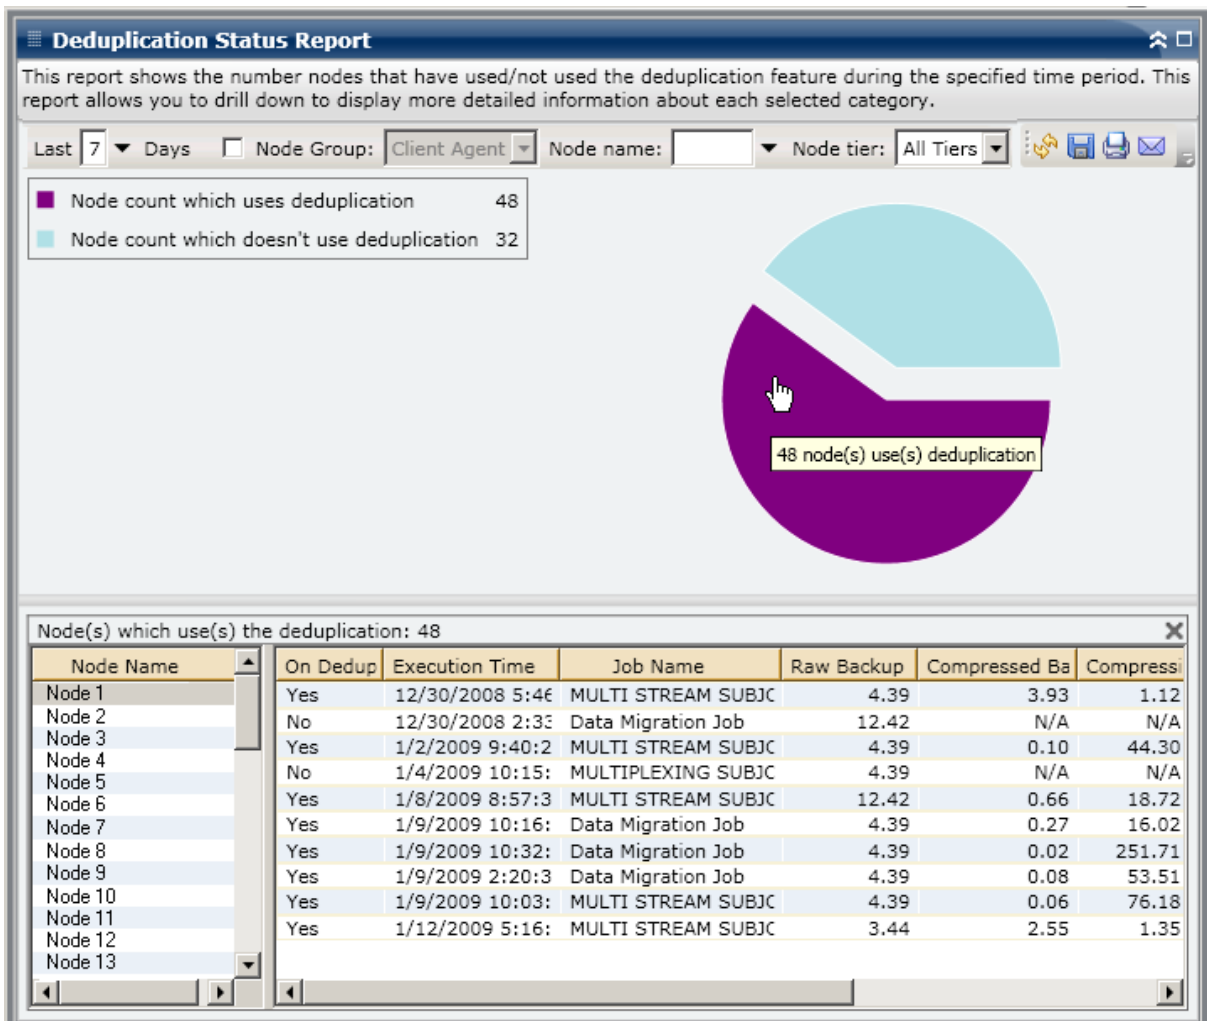 Deduplication Status Report
This report shows the number nodes that have used/not used the deduplication feature during the specified time period. This
report allows you to drill down to display more detailed information about each selected category.
Last 7 Days Node Group: Client Agent Node name: Node tier: All Tiers
Node count which uses deduplication 48
Node count which doesn't use deduplication 32
48 node(s) use(s) deduplication
Node(s) which use(s) the deduplication: 48
Node Name
Node 1
Node 2
Node 3
Node 4
Node 5
Node 6
Node 7
Node 8
Node 9
Node 10
Node 11
Node 12
Node 13
On Dedup Execution Time Job Name Raw Backup Compressed Ba Compressi
Yes 12/30/2008 5:46 MULTI STREAM SUBJC 4.39 3.93 1.12
No 12/30/2008 2:33 Data Migration Job 12.42 N/A N/A
Yes 1/2/2009 9:40:2 MULTI STREAM SUBJC 4.39 0.10 44.30
No 1/4/2009 10:15: MULTIPLEXING SUBJC 4.39 N/A N/A
Yes 1/8/2009 8:57:3 MULTI STREAM SUBJC 12.42 0.66 18.72
Yes 1/9/2009 10:16: Data Migration Job 4.39 0.27 16.02
Yes 1/9/2009 10:32: Data Migration Job 4.39 0.02 251.71
Yes 1/9/2009 2:20:3 Data Migration Job 4.39 0.08 53.51
Yes 1/9/2009 10:03: MULTI STREAM SUBJC 4.39 0.06 76.18
Yes 1/12/2009 5:16: MULTI STREAM SUBJC 3.44 2.55 1.35